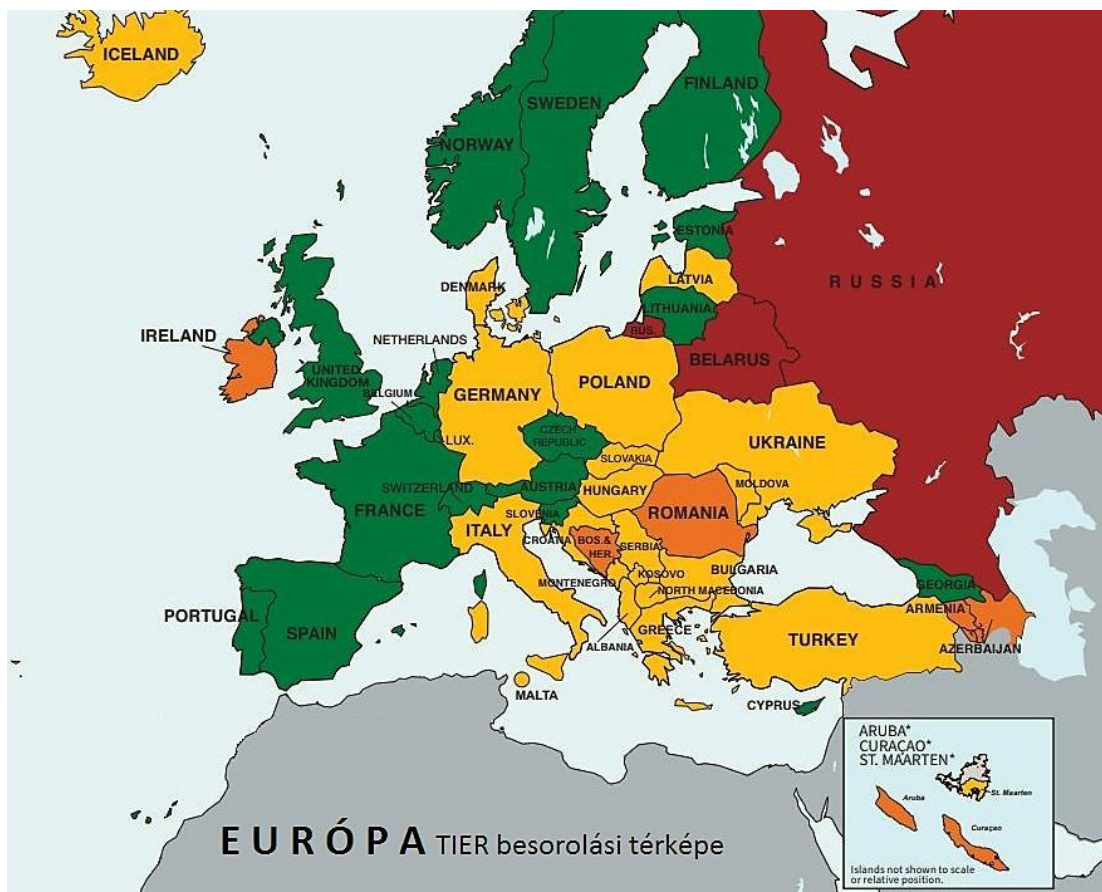 ICELAND
SWEDEN
FINLAND
NORWAY
ESTONIA
RUSSIA
LATVIA
DENMARK
LITHUANIA
RUS.
IRELAND
NETHERLANDS
BELARUS
UNITED
KINGDOM
POLAND
BELGIUM
GERMANY
CZECH
REPUBLIC
UKRAINE
LUX.
SLOVAKIA
SWITZERLAND
AUSTRIA
HUNGARY
MOLDOVA
FRANCE
SLOVENIA
ROMANIA
ITALY
CROATIA
BOS.&
HER.
SERBIA
BULGARIA
KOSOVO
MONTENEGRO
GEORGIA
NORTH MACEDONIA
ARMENIA
PORTUGAL
SPAIN
GREECE
TURKEY
ALBANIA
AZERBAIJAN
MALTA
CYPRUS
ARUBA*
CURAÇAO*
ST. MAARTEN*
St. Maarten
Aruba
Curaçao
Islands not shown to scale
or relative position.
EURÓPA TIER besorolási térképe